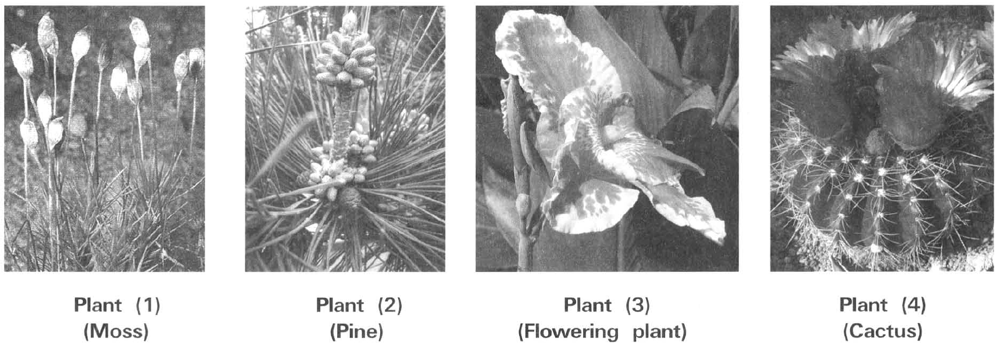 Plant (1)
(Moss)
Plant (2)
(Pine)
Plant (3)
(Flowering plant)
Plant (4)
(Cactus)